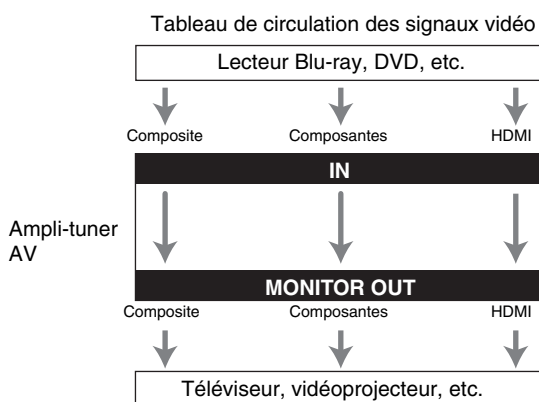 Tableau de circulation des signaux vidéo
Lecteur Blu-ray, DVD, etc.
Composite Composantes HDMI
IN
Ampli-tuner
AV
MONITOR OUT
Composite Composantes HDMI
Téléviseur, vidéoprojecteur, etc.